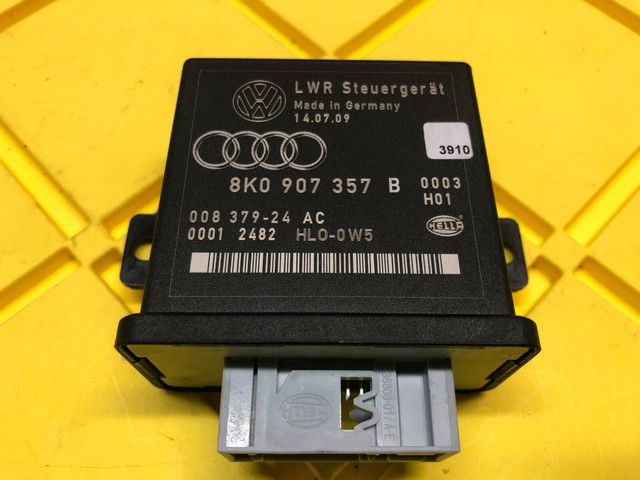 LWR Steuergerät
Made in Germany
14.07.09
3910
8K0 907 357 B 0003
H01
008 379-24 AC
0001 2482 HLO-0W5
HELLA
HELLA